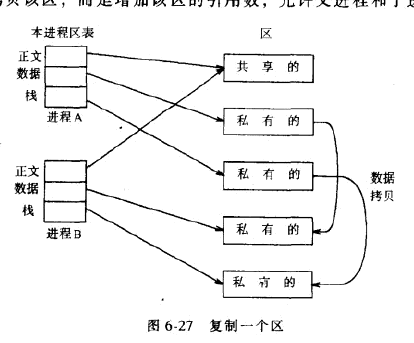 贝该区,而是增加该区的引用数,允许父进程和子进
本进程区表
区
正文
数据
栈
进程A
共享的
私有的
私有的
数据
拷贝
正文
数据
栈
进程B
私有的
私有的
图 6-27 复制一个区